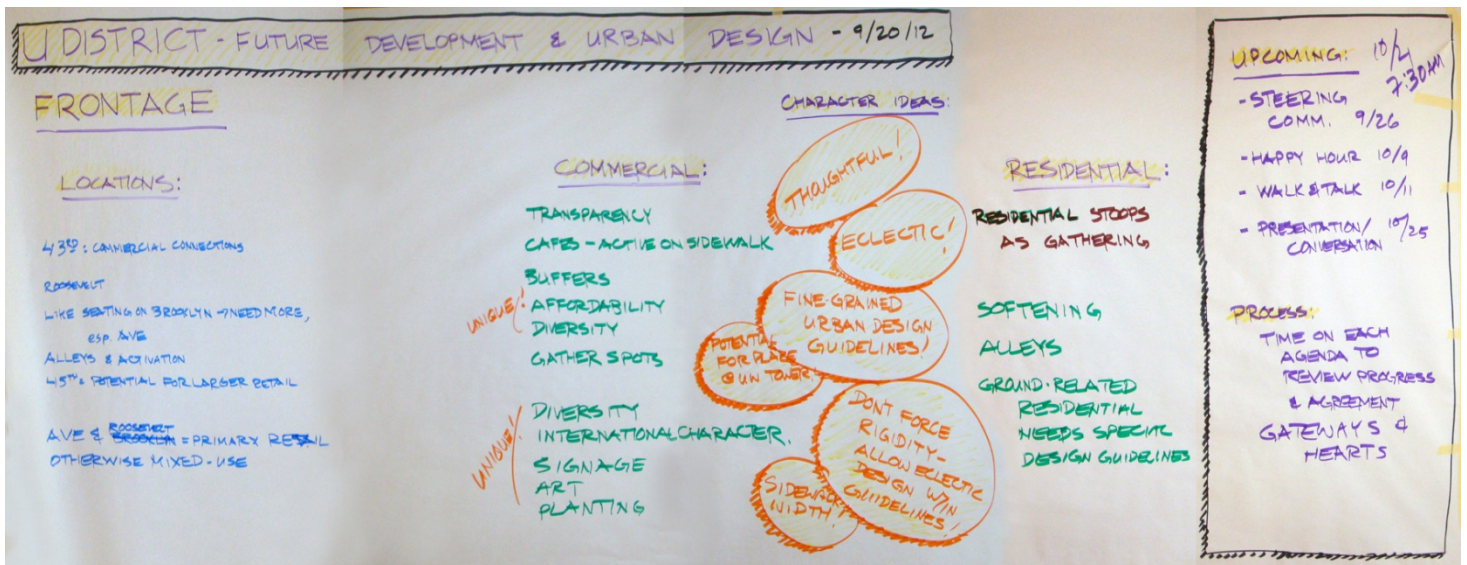 U DISTRICT - FUTURE DEVELOPMENT & URBAN DESIGN - 9/20/12
FRONTAGE
LOCATIONS:
43RD: COMMERCIAL CONNECTIONS
ROOSEVELT
LIKE SEATING ON BROOKLYN → NEED MORE,
esp. AVE
ALLEYS & ACTIVATION
45TH = POTENTIAL FOR LARGER RETAIL
ROOSEVELT
AVE & BROOKLYN = PRIMARY RETAIL
OTHERWISE MIXED-USE
COMMERCIAL:
TRANSPARENCY
CAFES - ACTIVE ON SIDEWALK
BUFFERS
UNIQUE!
AFFORDABILITY
DIVERSITY
GATHER SPOTS
UNIQUE!
DIVERSITY
INTERNATIONAL CHARACTER.
SIGNAGE
ART
PLANTING
CHARACTER IDEAS:
THOUGHTFUL!
ECLECTIC!
FINE-GRAINED
URBAN DESIGN
GUIDELINES!
POTENTIAL
FOR PLAZA
@ UW TOWER!
DONT FORCE
RIGIDITY-
ALLOW ECLECTIC
DESIGN W/IN
GUIDELINES!
SIDEWALK
WIDTH!
RESIDENTIAL:
RESIDENTIAL STOOPS
AS GATHERING
SOFTENING
ALLEYS
GROUND-RELATED
RESIDENTIAL
NEEDS SPECIAL
DESIGN GUIDELINES
UPCOMING: 10/2
7:30AM
- STEERING
COMM. 9/26
- HAPPY HOUR 10/9
- WALK & TALK 10/11
- PRESENTATION/ 10/25
CONVERSATION
PROCESS:
TIME ON EACH
AGENDA TO
REVIEW PROGRESS
& AGREEMENT
GATEWAYS &
HEARTS